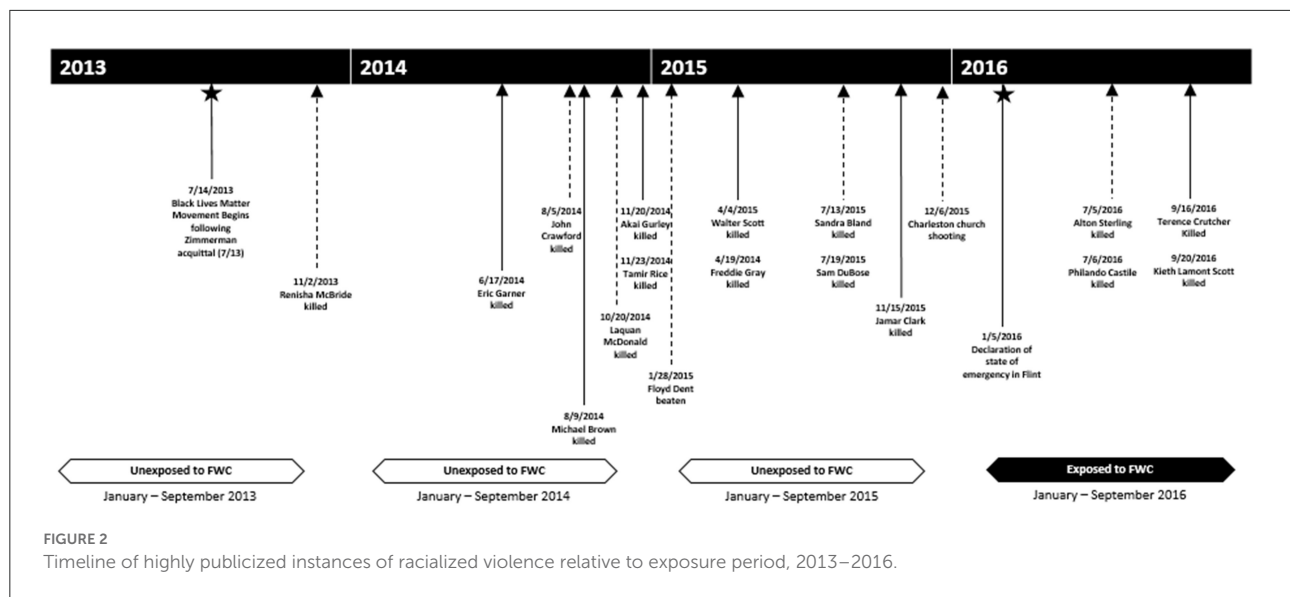 2013
2014
2015
2016
7/14/2013
Black Lives Matter
Movement Begins
following
Zimmerman
acquittal (7/13)
11/2/2013
Renisha McBride
killed
6/17/2014
Eric Garner
killed
8/5/2014
John
Crawford
killed
8/9/2014
Michael Brown
killed
10/20/2014
Laquan
McDonald
killed
11/20/2014
Akai Gurley
killed
11/23/2014
Tamir Rice
killed
1/28/2015
Floyd Dent
beaten
4/4/2015
Walter Scott
killed
4/19/2014
Freddie Gray
killed
7/13/2015
Sandra Bland
killed
7/19/2015
Sam DuBose
killed
11/15/2015
Jamar Clark
killed
12/6/2015
Charleston church
shooting
1/5/2016
Declaration of
state of
emergency in Flint
7/5/2016
Alton Sterling
killed
7/6/2016
Philando Castile
killed
9/16/2016
Terence Crutcher
Killed
9/20/2016
Kieth Lamont Scott
killed
Unexposed to FWC
January – September 2013
Unexposed to FWC
January – September 2014
Unexposed to FWC
January – September 2015
Exposed to FWC
January – September 2016
FIGURE 2
Timeline of highly publicized instances of racialized violence relative to exposure period, 2013–2016.